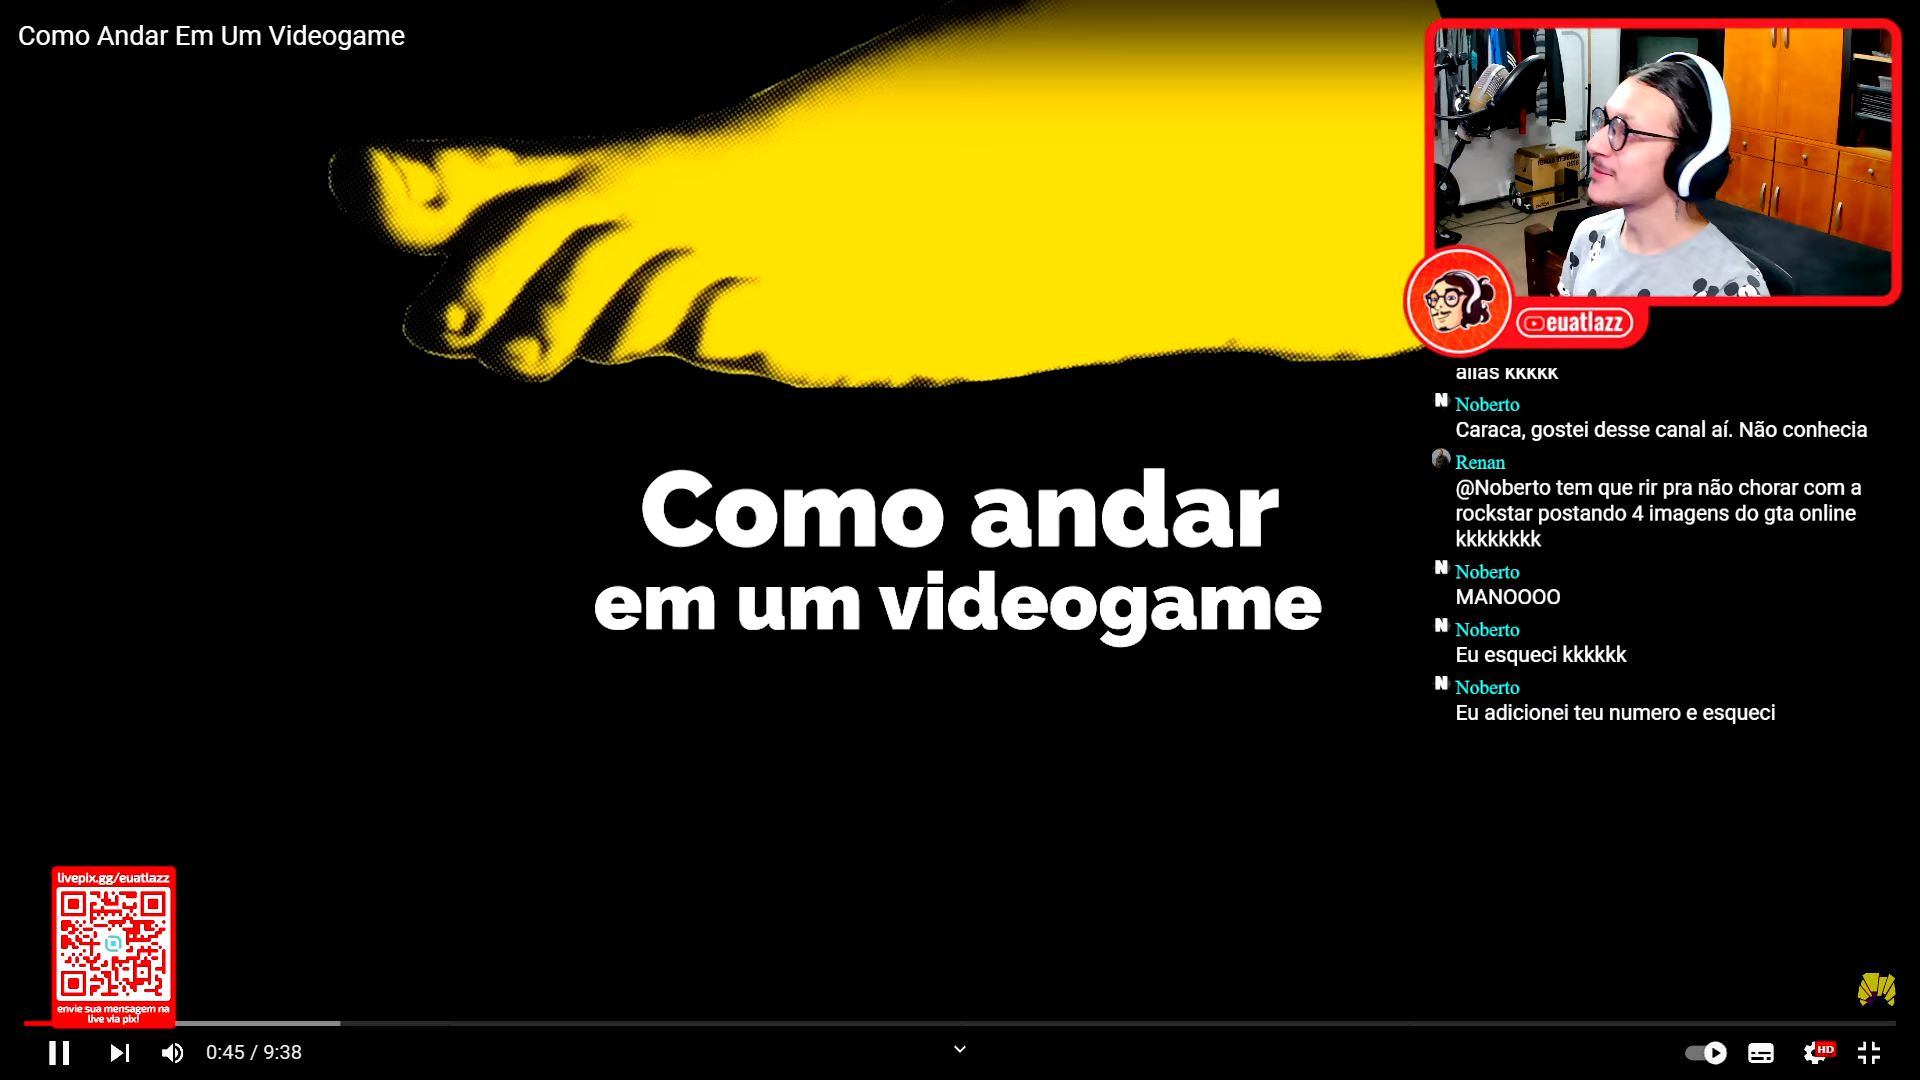 Como Andar Em Um Videogame
euatlazz
alias kkkkk
Noberto
Caraca, gostei desse canal aí. Não conhecia
Renan
@Noberto tem que rir pra não chorar com a
rockstar postando 4 imagens do gta online
kkkkkkkk
Noberto
MANOOOO
Noberto
Eu esqueci kkkkkk
Noberto
Eu adicionei teu numero e esqueci
Como andar
em um videogame
livepix.gg/euatlazz
envie sua mensagem na
live via pix!
0:45 / 9:38
HD